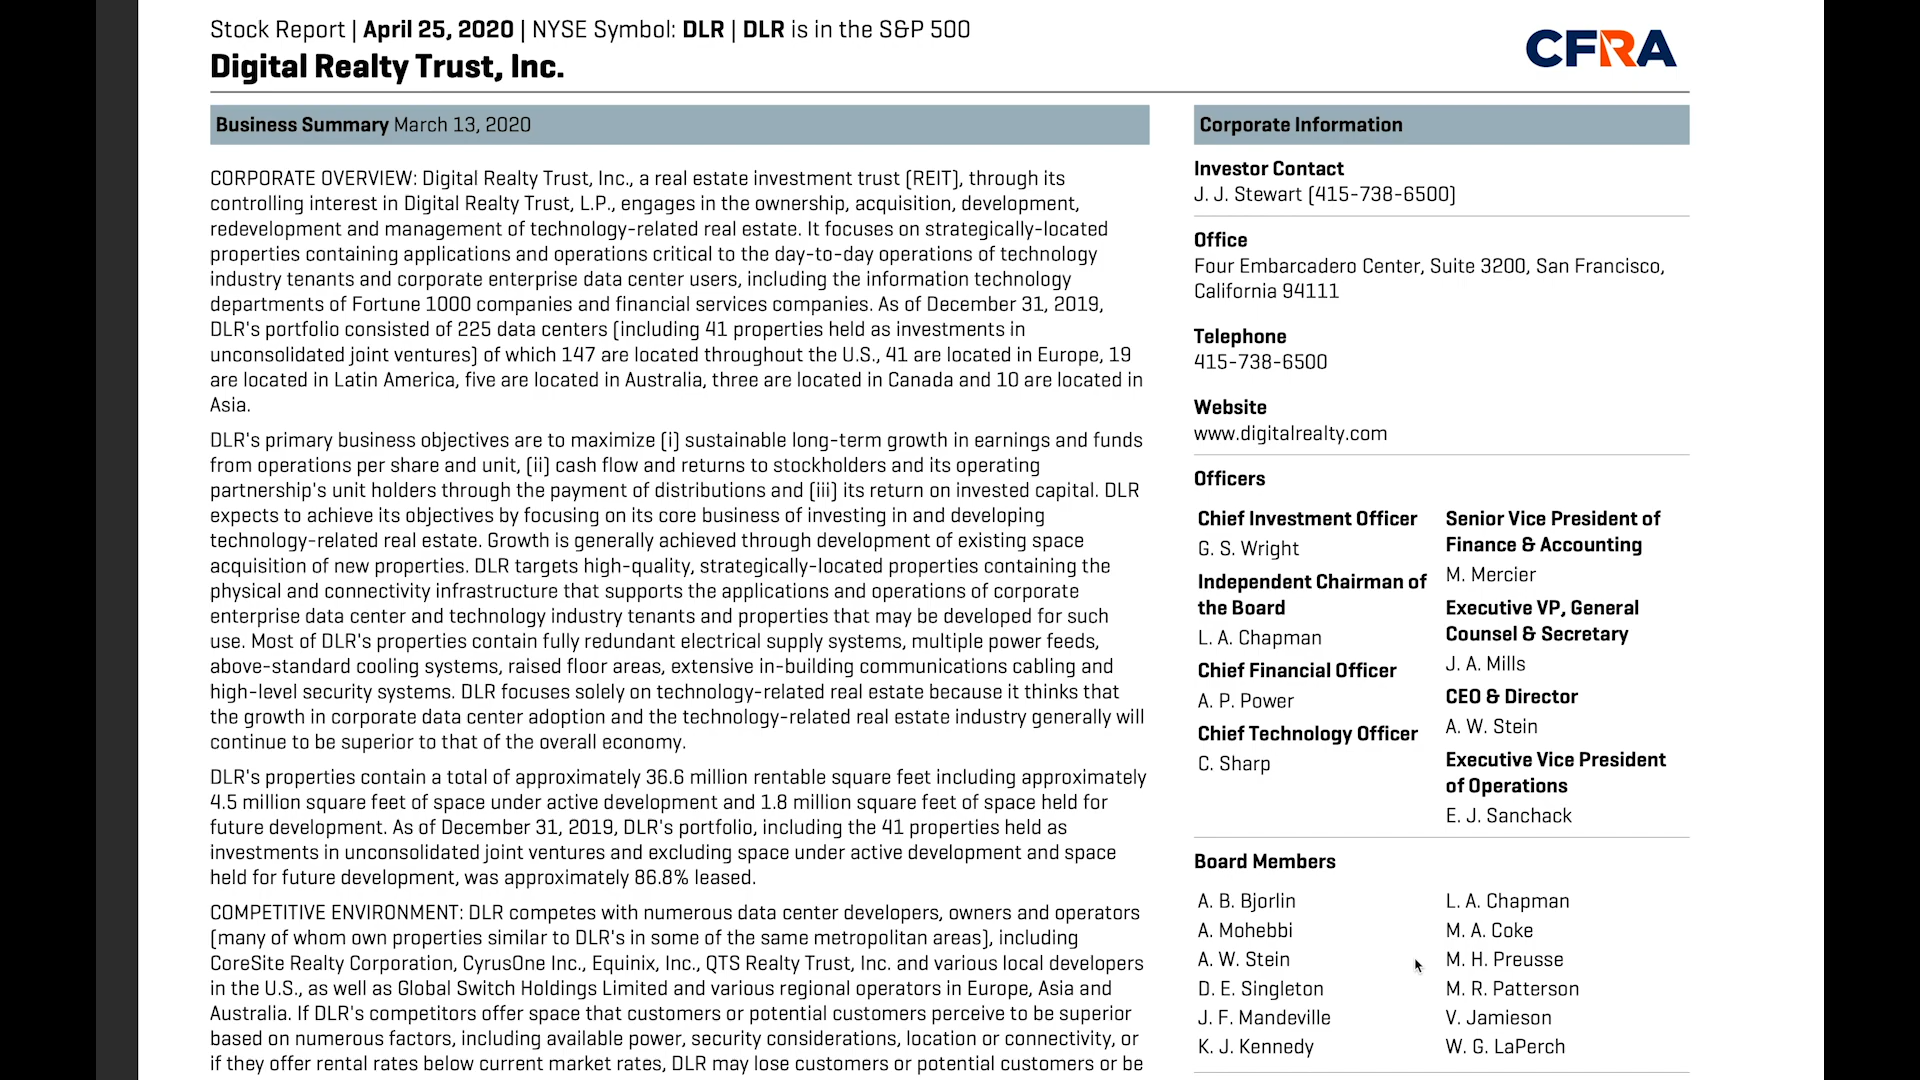 Stock Report | April 25, 2020 | NYSE Symbol: DLR | DLR is in the S&P 500
Digital Realty Trust, Inc.
CFRA
Business Summary March 13, 2020
CORPORATE OVERVIEW: Digital Realty Trust, Inc., a real estate investment trust (REIT), through its
controlling interest in Digital Realty Trust, L.P., engages in the ownership, acquisition, development,
redevelopment and management of technology-related real estate. It focuses on strategically-located
properties containing applications and operations critical to the day-to-day operations of technology
industry tenants and corporate enterprise data center users, including the information technology
departments of Fortune 1000 companies and financial services companies. As of December 31, 2019,
DLR's portfolio consisted of 225 data centers (including 41 properties held as investments in
unconsolidated joint ventures) of which 147 are located throughout the U.S., 41 are located in Europe, 19
are located in Latin America, five are located in Australia, three are located in Canada and 10 are located in
Asia.
DLR's primary business objectives are to maximize (i) sustainable long-term growth in earnings and funds
from operations per share and unit, (ii) cash flow and returns to stockholders and its operating
partnership's unit holders through the payment of distributions and (iii) its return on invested capital. DLR
expects to achieve its objectives by focusing on its core business of investing in and developing
technology-related real estate. Growth is generally achieved through development of existing space
acquisition of new properties. DLR targets high-quality, strategically-located properties containing the
physical and connectivity infrastructure that supports the applications and operations of corporate
enterprise data center and technology industry tenants and properties that may be developed for such
use. Most of DLR's properties contain fully redundant electrical supply systems, multiple power feeds,
above-standard cooling systems, raised floor areas, extensive in-building communications cabling and
high-level security systems. DLR focuses solely on technology-related real estate because it thinks that
the growth in corporate data center adoption and the technology-related real estate industry generally will
continue to be superior to that of the overall economy.
DLR's properties contain a total of approximately 36.6 million rentable square feet including approximately
4.5 million square feet of space under active development and 1.8 million square feet of space held for
future development. As of December 31, 2019, DLR's portfolio, including the 41 properties held as
investments in unconsolidated joint ventures and excluding space under active development and space
held for future development, was approximately 86.8% leased.
COMPETITIVE ENVIRONMENT: DLR competes with numerous data center developers, owners and operators
(many of whom own properties similar to DLR's in some of the same metropolitan areas), including
CoreSite Realty Corporation, CyrusOne Inc., Equinix, Inc., QTS Realty Trust, Inc. and various local developers
in the U.S., as well as Global Switch Holdings Limited and various regional operators in Europe, Asia and
Australia. If DLR's competitors offer space that customers or potential customers perceive to be superior
based on numerous factors, including available power, security considerations, location or connectivity, or
if they offer rental rates below current market rates, DLR may lose customers or potential customers or be
Corporate Information
Investor Contact
J. J. Stewart (415-738-6500)
Office
Four Embarcadero Center, Suite 3200, San Francisco,
California 94111
Telephone
415-738-6500
Website
www.digitalrealty.com
Officers
Chief Investment Officer
G. S. Wright
Independent Chairman of
the Board
L. A. Chapman
Chief Financial Officer
A. P. Power
Chief Technology Officer
C. Sharp
Senior Vice President of
Finance & Accounting
M. Mercier
Executive VP, General
Counsel & Secretary
J. A. Mills
CEO & Director
A. W. Stein
Executive Vice President
of Operations
E. J. Sanchack
Board Members
A. B. Bjorlin
A. Mohebbi
A. W. Stein
D. E. Singleton
J. F. Mandeville
K. J. Kennedy
L. A. Chapman
M. A. Coke
M. H. Preusse
M. R. Patterson
V. Jamieson
W. G. LaPerch